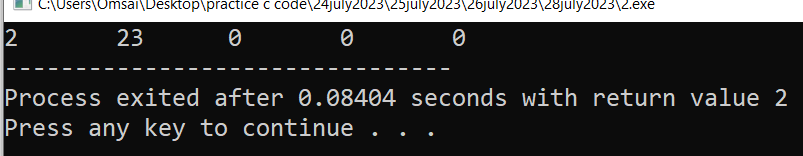 C:\Users\Omsai\Desktop\practice c code\24july2023\25july2023\26july2023\28july2023\2.exe
2 23 0 0 0
--------------------------------
Process exited after 0.08404 seconds with return value 2
Press any key to continue . . .